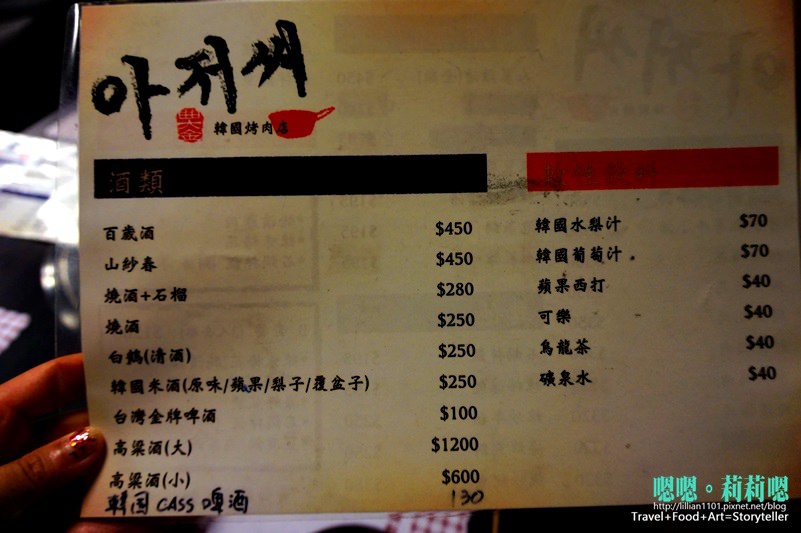 아저씨
韓國烤肉店
酒類
百歲酒 $450
山紗春 $450
燒酒+石榴 $280
燒酒 $250
白鶴(清酒) $250
韓國米酒(原味/蘋果/梨子/覆盆子) $250
台灣金牌啤酒 $100
高粱酒(大) $1200
高粱酒(小) $600
韓国 CASS 啤酒 130
韓國水梨汁 $70
韓國葡萄汁 $70
蘋果西打 $40
可樂 $40
烏龍茶 $40
礦泉水 $40
嗯嗯。莉莉嗯
http://lillian1101.pixnet.net/blog
Travel+Food+Art=Storyteller